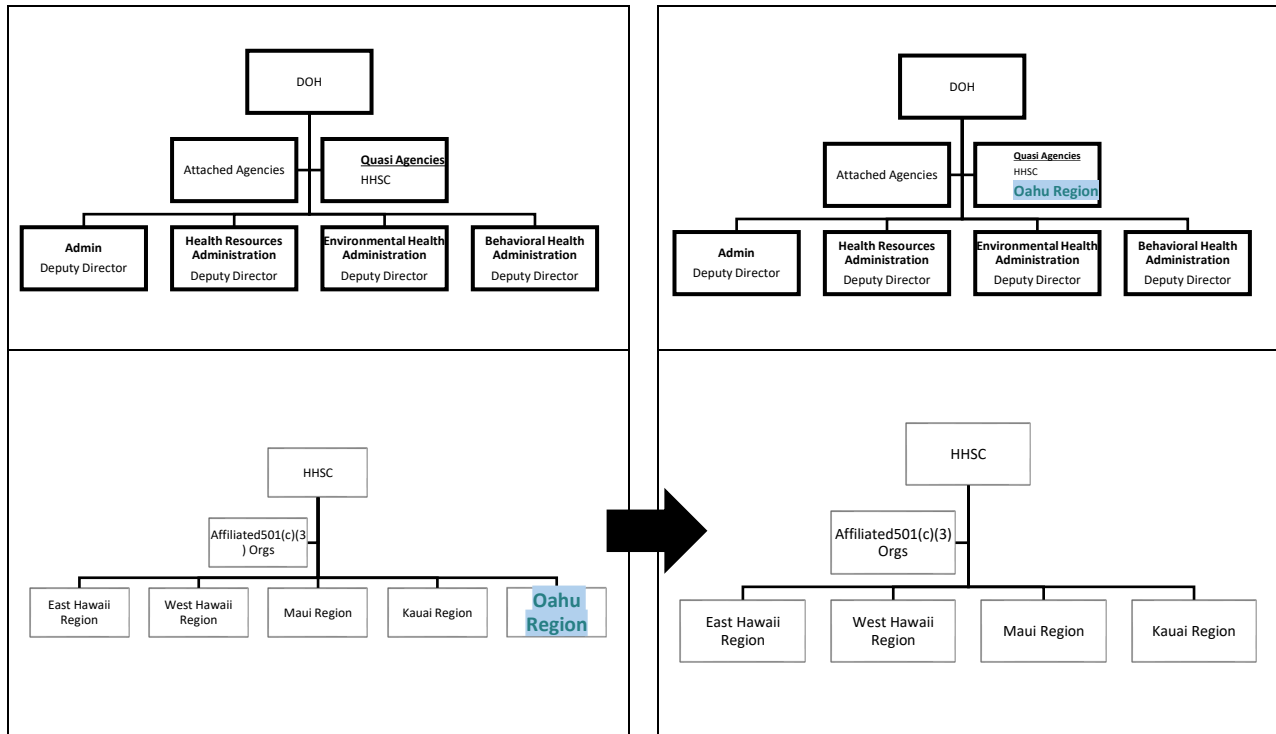 DOH
Attached Agencies
Quasi Agencies
HHSC
Admin
Deputy Director
Health Resources
Administration
Deputy Director
Environmental Health
Administration
Deputy Director
Behavioral Health
Administration
Deputy Director
DOH
Attached Agencies
Quasi Agencies
HHSC
Oahu Region
Admin
Deputy Director
Health Resources
Administration
Deputy Director
Environmental Health
Administration
Deputy Director
Behavioral Health
Administration
Deputy Director
HHSC
Affiliated501(c)(3
) Orgs
East Hawaii
Region
West Hawaii
Region
Maui Region
Kauai Region
Oahu
Region
HHSC
Affiliated501(c)(3)
Orgs
East Hawaii
Region
West Hawaii
Region
Maui Region
Kauai Region